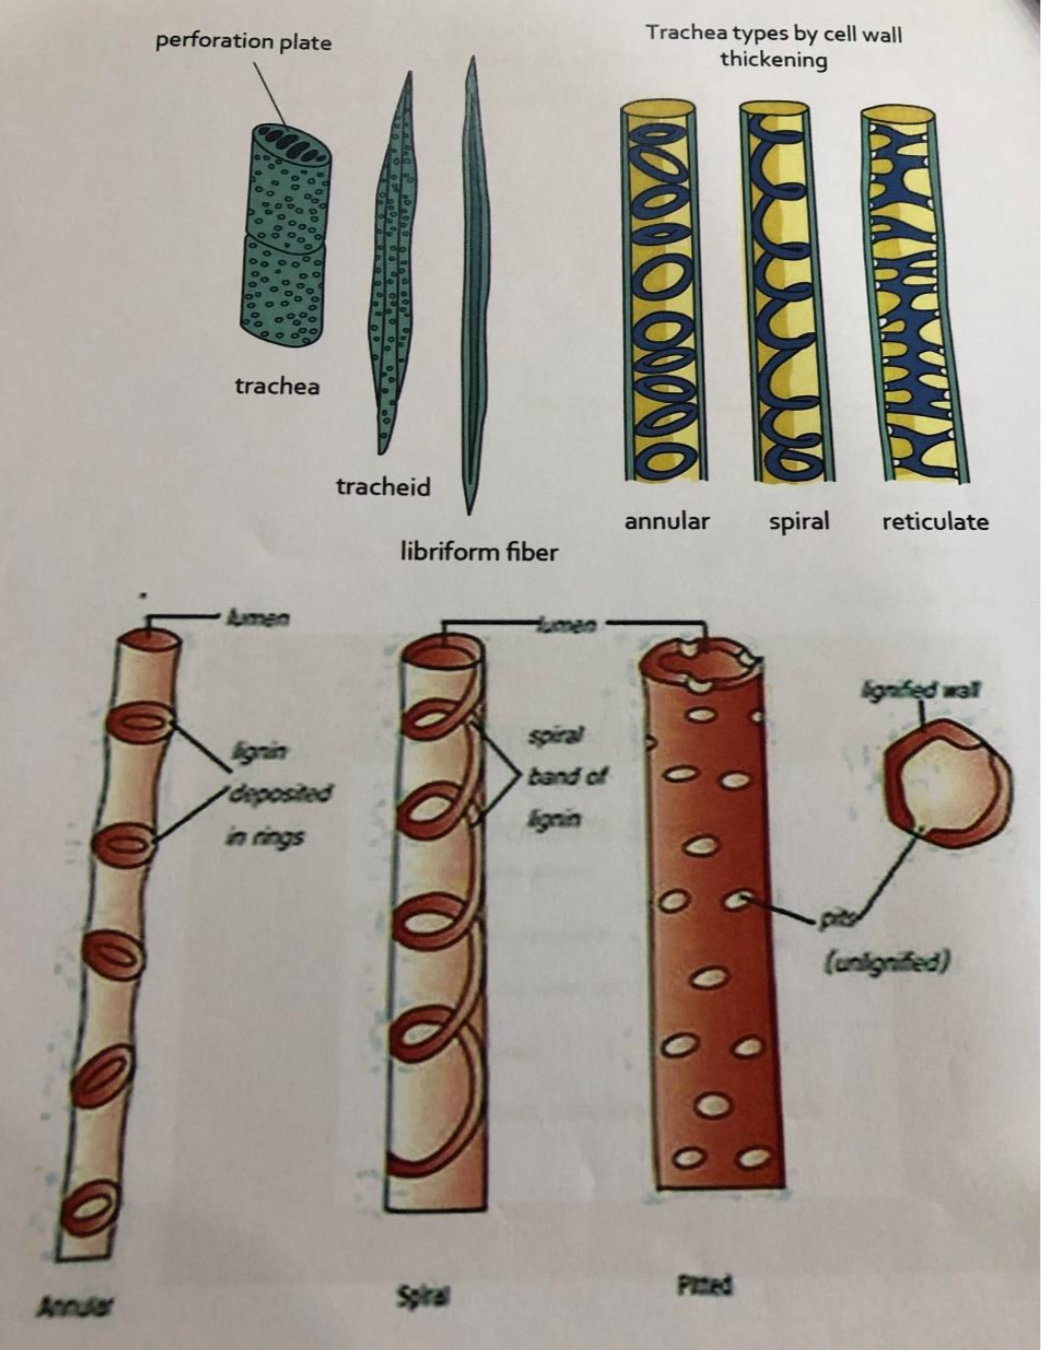 perforation plate
Trachea types by cell wall
thickening
trachea
tracheid
libriform fiber
annular
spiral
reticulate
lumen
lignin
deposited
in rings
lumen
spiral
band of
lignin
lignified wall
pits
(unlignified)
Annular
Spiral
Pitted